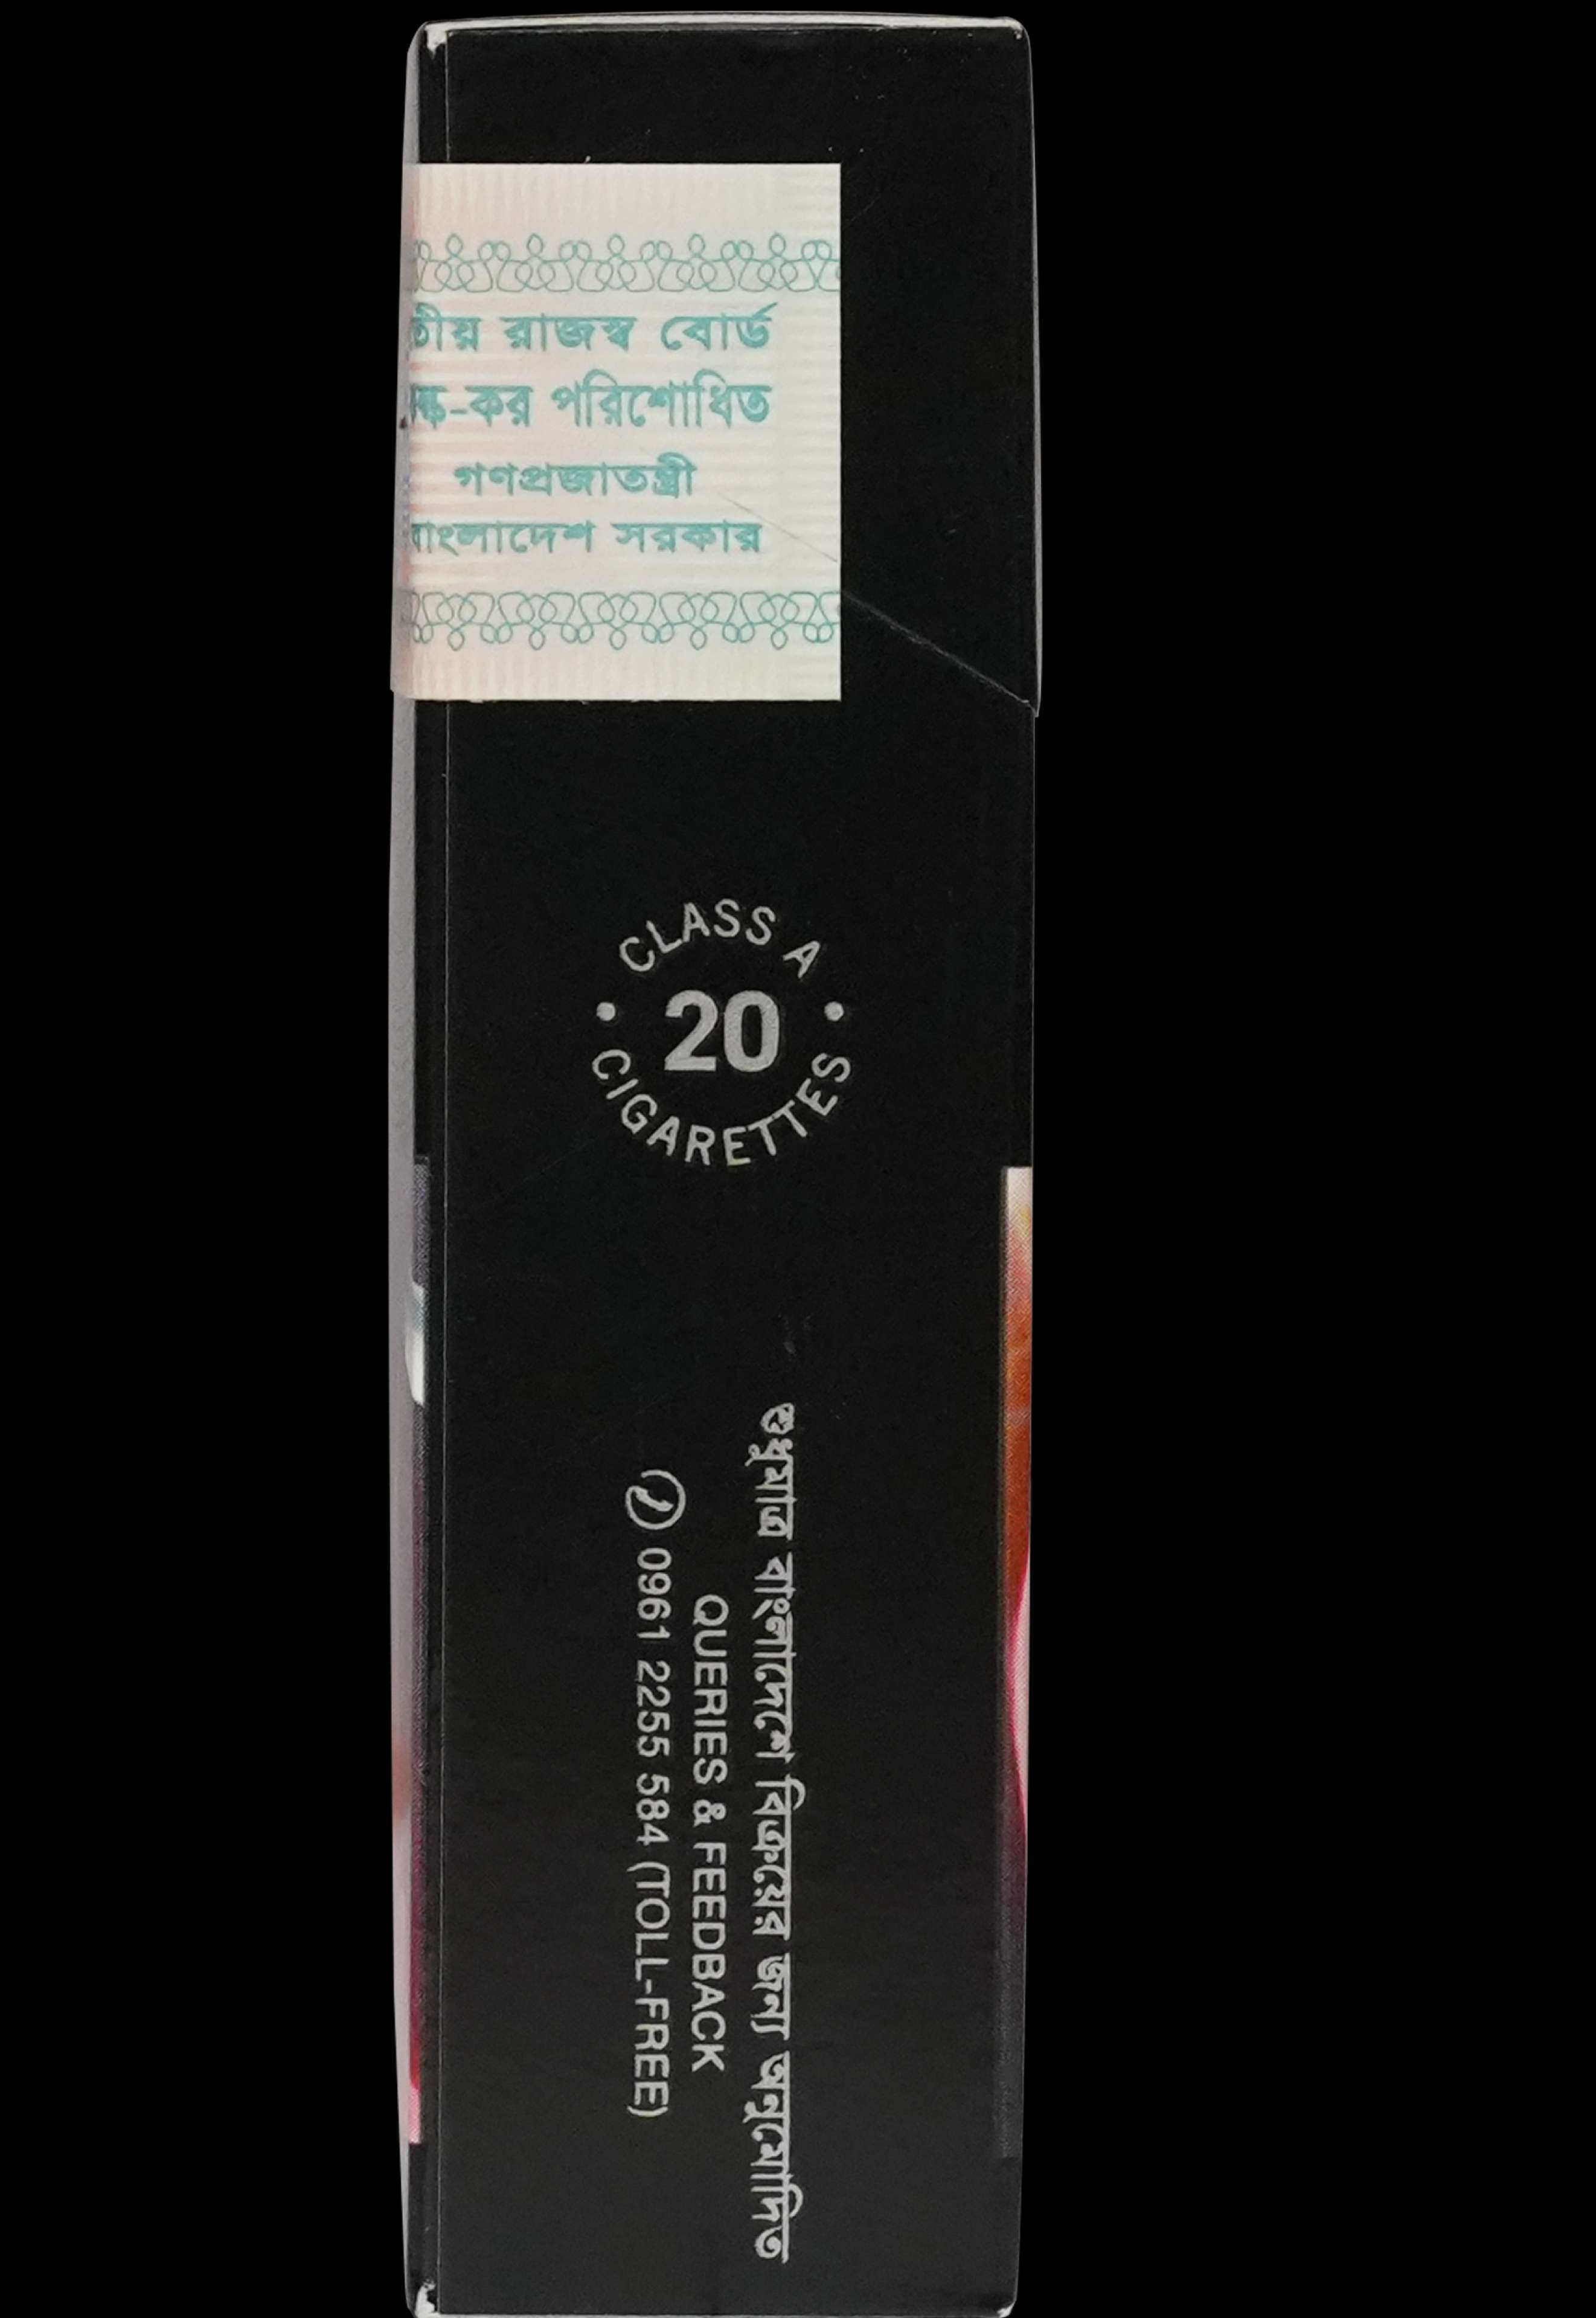 রাজস্ব বোর্ড
কর পরিশোধিত
গণপ্রজাতন্ত্রী
বাংলাদেশ সরকার
CLASS A
20
CIGARETTES
শুধুমাত্র বাংলাদেশে বিক্রয়ের জন্য অনুমোদিত
QUERIES & FEEDBACK
0961 2255 584 (TOLL-FREE)